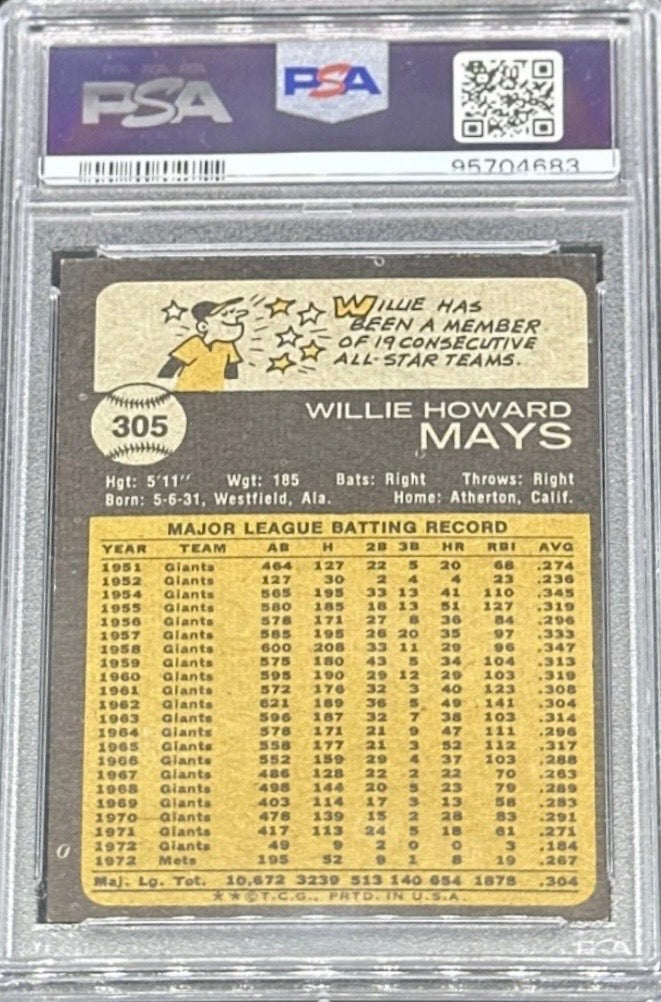 PSA PSA
95704683
WILLIE HAS
BEEN A MEMBER
OF 19 CONSECUTIVE
ALL-STAR TEAMS.
305
WILLIE HOWARD
MAYS
Hgt: 5'11" Wgt: 185 Bats: Right Throws: Right
Born: 5-6-31, Westfield, Ala. Home: Atherton, Calif.
MAJOR LEAGUE BATTING RECORD
YEAR TEAM AB H 2B 3B HR RBI AVG
1951 Giants 464 127 22 5 20 68 .274
1952 Giants 127 30 2 4 4 23 .236
1954 Giants 565 195 33 13 41 110 .345
1955 Giants 580 185 18 13 51 127 .319
1956 Giants 578 171 27 8 36 84 .296
1957 Giants 585 195 26 20 35 97 .333
1958 Giants 600 208 33 11 29 96 .347
1959 Giants 575 180 43 5 34 104 .313
1960 Giants 595 190 29 12 29 103 .319
1961 Giants 572 176 32 3 40 123 .308
1962 Giants 621 189 36 5 49 141 .304
1963 Giants 596 187 32 7 38 103 .314
1964 Giants 578 171 21 9 47 111 .296
1965 Giants 558 177 21 3 52 112 .317
1966 Giants 552 159 29 4 37 103 .288
1967 Giants 486 128 22 2 22 70 .263
1968 Giants 498 144 20 5 23 79 .289
1969 Giants 403 114 17 3 13 58 .283
1970 Giants 478 139 15 2 28 83 .291
1971 Giants 417 113 24 5 18 61 .271
1972 Giants 49 9 2 0 0 3 .184
1972 Mets 195 52 9 1 8 19 .267
Maj. Lg. Tot. 10,672 3239 513 140 654 1878 .304
★★©T.C.G., PRTD. IN U.S.A.